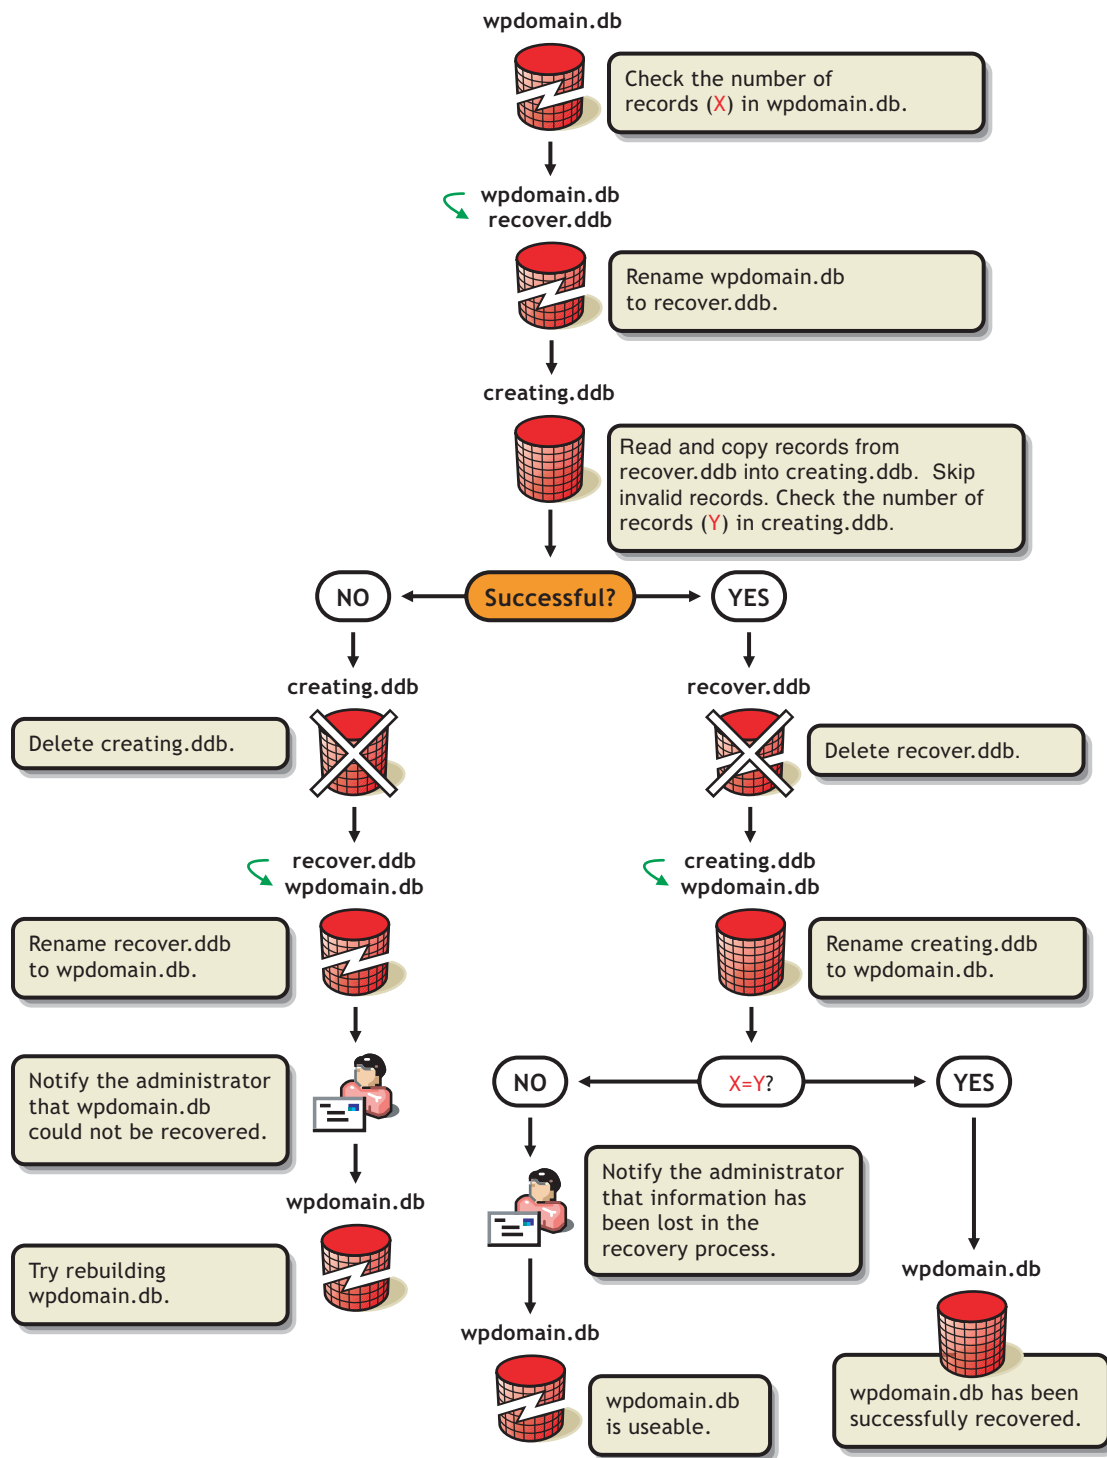 wpdomain.db
Check the number of
records (X) in wpdomain.db.
wpdomain.db
recover.ddb
Rename wpdomain.db
to recover.ddb.
creating.ddb
Read and copy records from
recover.ddb into creating.ddb.  Skip
invalid records. Check the number of
records (Y) in creating.ddb.
NO
Successful?
YES
creating.ddb
recover.ddb
Delete creating.ddb.
Delete recover.ddb.
recover.ddb
wpdomain.db
creating.ddb
wpdomain.db
Rename recover.ddb
to wpdomain.db.
Rename creating.ddb
to wpdomain.db.
Notify the administrator
that wpdomain.db
could not be recovered.
NO
X=Y?
YES
Notify the administrator
that information has
been lost in the
recovery process.
wpdomain.db
Try rebuilding
wpdomain.db.
wpdomain.db
wpdomain.db
is useable.
wpdomain.db
wpdomain.db has been
successfully recovered.